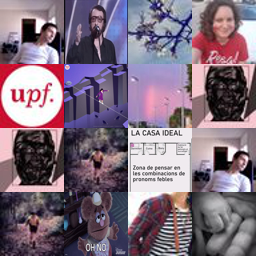 upf.
LA CASA IDEAL
Zona de pensar en
les combinacions de
pronoms febles
OH NO